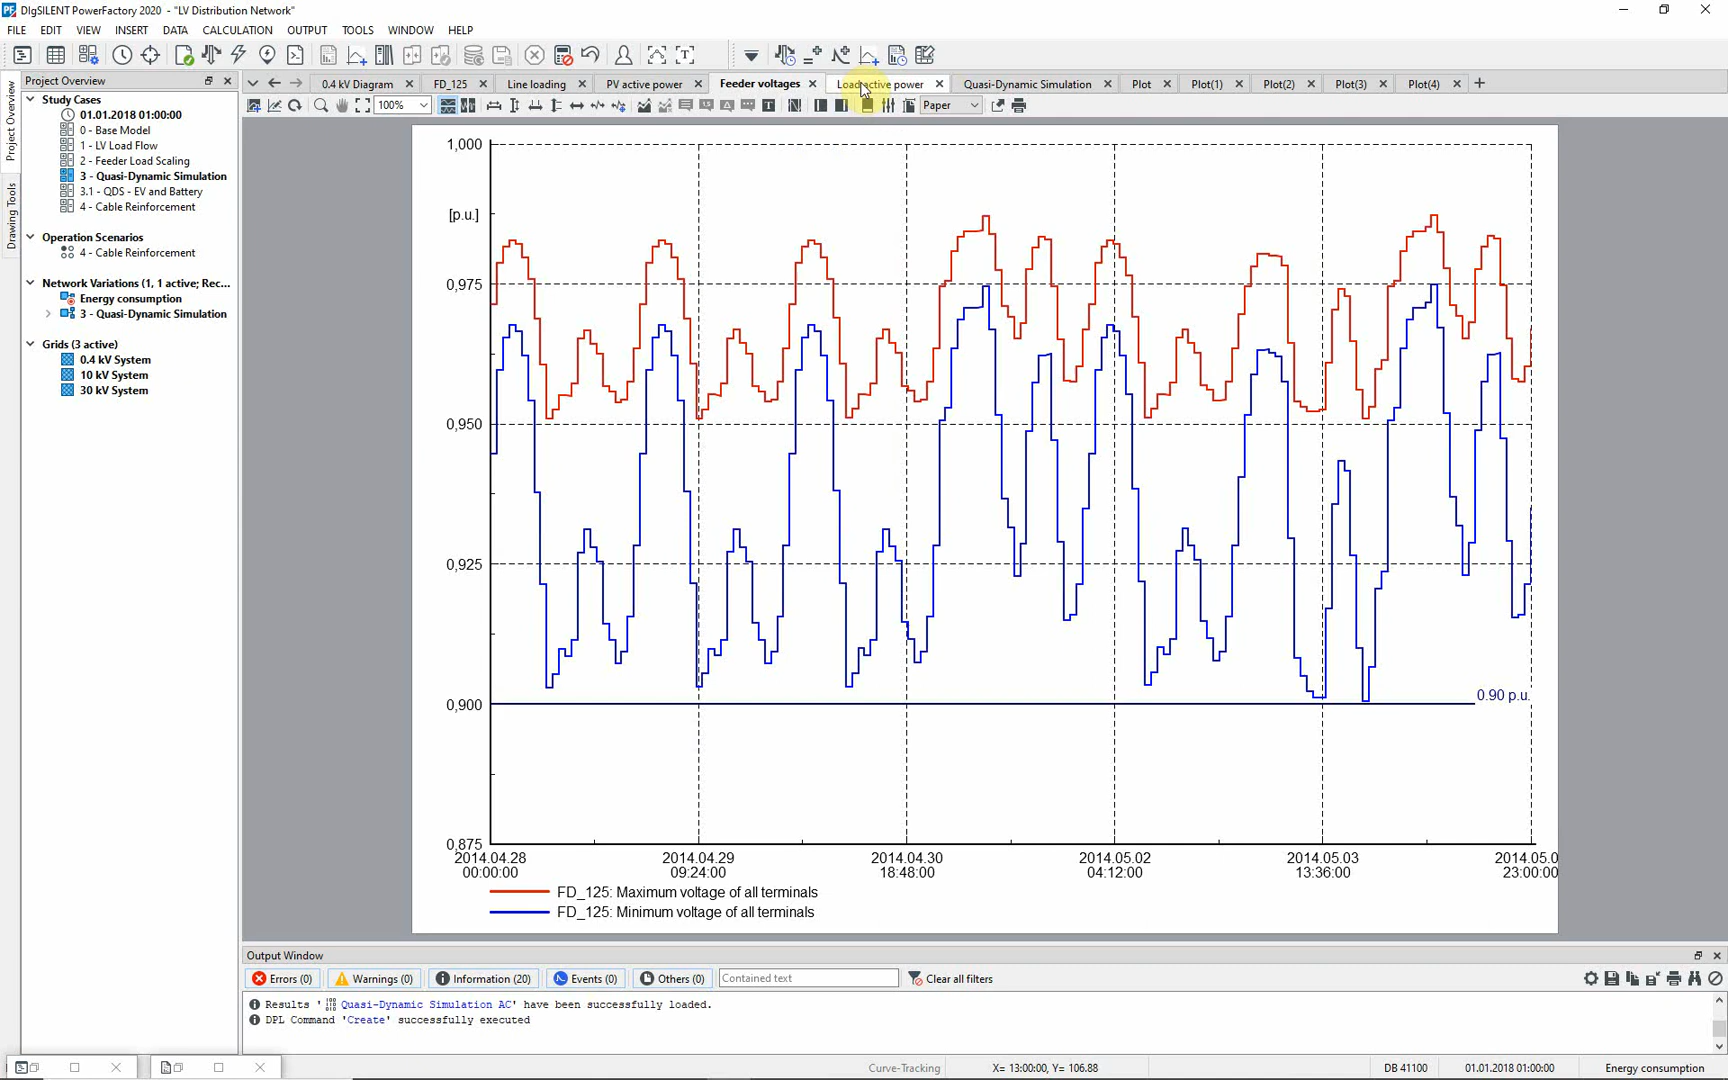 DIgSILENT PowerFactory 2020 - "LV Distribution Network"
FILE EDIT VIEW INSERT DATA CALCULATION OUTPUT TOOLS WINDOW HELP
Project Overview
0.4 kV Diagram FD_125 Line loading PV active power Feeder voltages Load active power Quasi-Dynamic Simulation Plot Plot(1) Plot(2) Plot(3) Plot(4)
100% Paper
Project Overview
Drawing Tools
Study Cases
01.01.2018 01:00:00
0 - Base Model
1 - LV Load Flow
2 - Feeder Load Scaling
3 - Quasi-Dynamic Simulation
3.1 - QDS - EV and Battery
4 - Cable Reinforcement
Operation Scenarios
4 - Cable Reinforcement
Network Variations (1, 1 active; Rec...
Energy consumption
3 - Quasi-Dynamic Simulation
Grids (3 active)
0.4 kV System
10 kV System
30 kV System
1,000
[p.u.]
0,975
0,950
0,925
0,900
0.90 p.u.
0,875
2014.04.28 2014.04.29 2014.04.30 2014.05.02 2014.05.03 2014.05.0
00:00:00 09:24:00 18:48:00 04:12:00 13:36:00 23:00:00
FD_125: Maximum voltage of all terminals
FD_125: Minimum voltage of all terminals
Output Window
Errors (0) Warnings (0) Information (20) Events (0) Others (0) Contained text Clear all filters
Results ' Quasi-Dynamic Simulation AC' have been successfully loaded.
DPL Command 'Create' successfully executed
Curve-Tracking X= 13:00:00, Y= 106.88 DB 41100 01.01.2018 01:00:00 Energy consumption